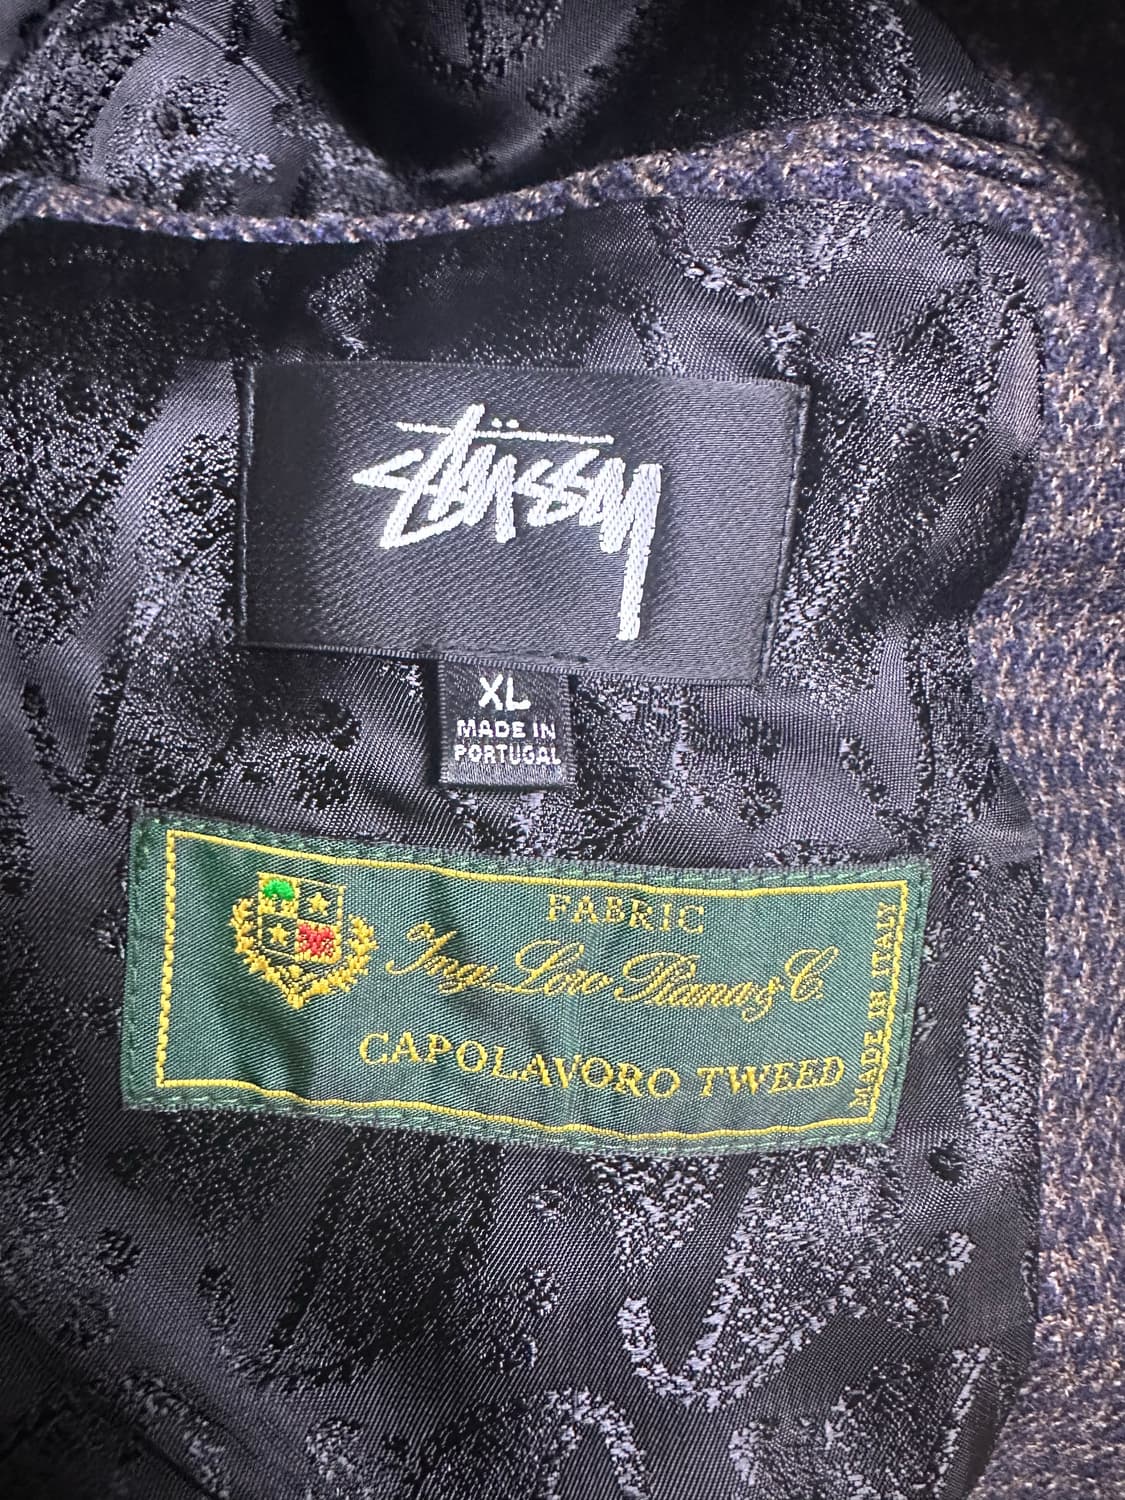 Stüssy
XL
MADE IN
PORTUGAL
FABRIC
Ing. Loro Piana & C.
CAPOLAVORO TWEED
MADE IN ITALY